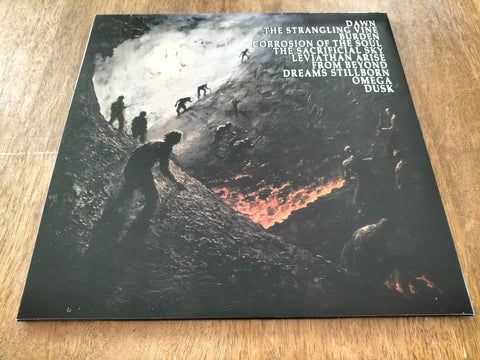 DAWN
THE STRANGLING VINE
BURDEN
CORROSION OF THE SOUL
THE SACRIFICIAL SKY
LEVIATHAN ARISE
FROM BEYOND
DREAMS STILLBORN
OMEGA
DUSK